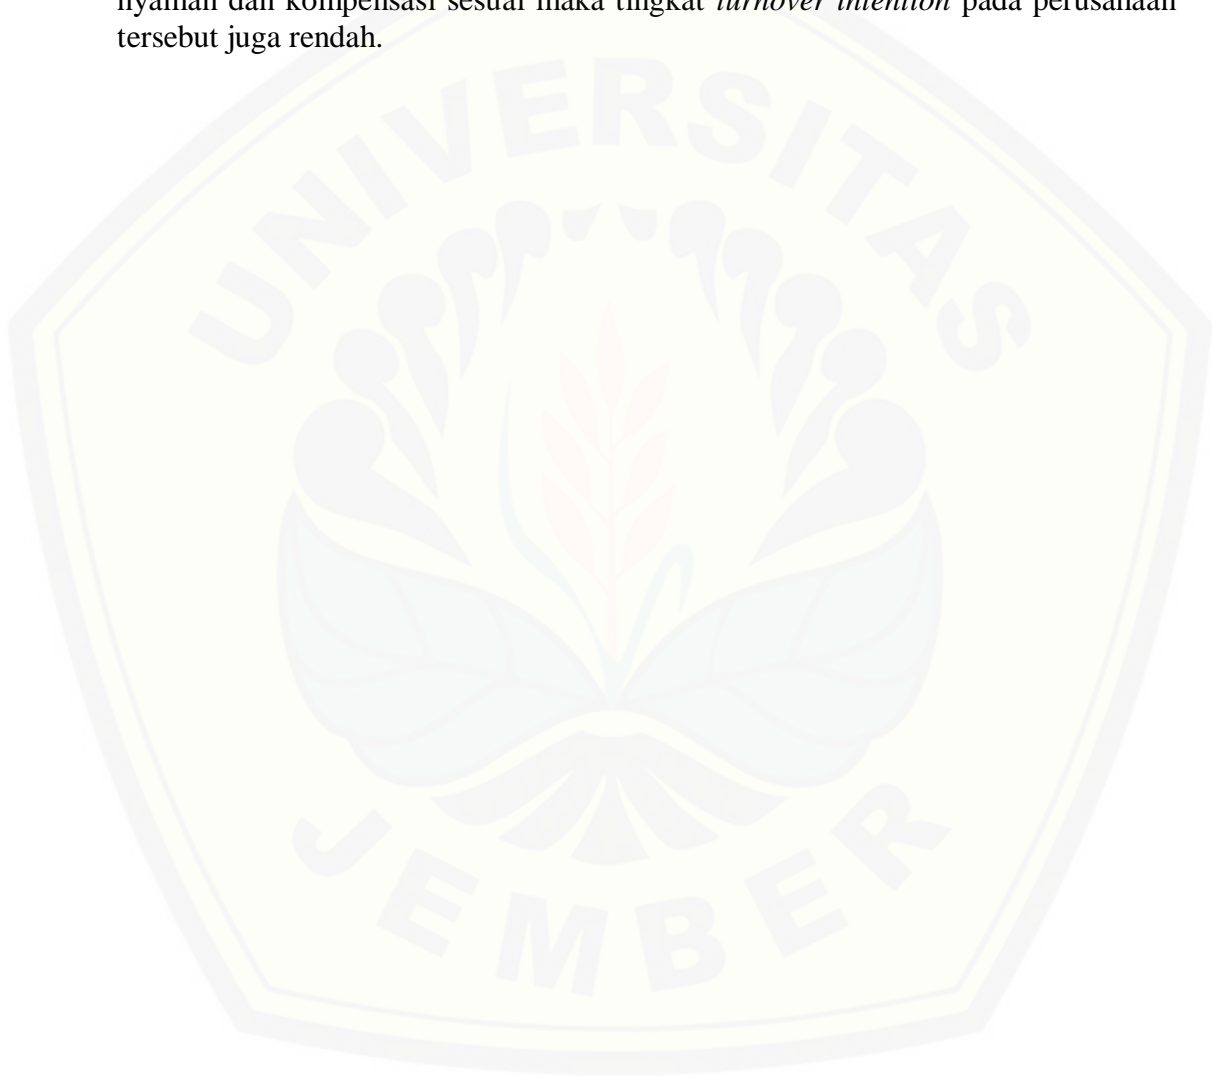 nyaman dan kompensasi sesuai maka tingkat turnover intention pada perusahaan
tersebut juga rendah.
UNIVERSITAS
JEMBER